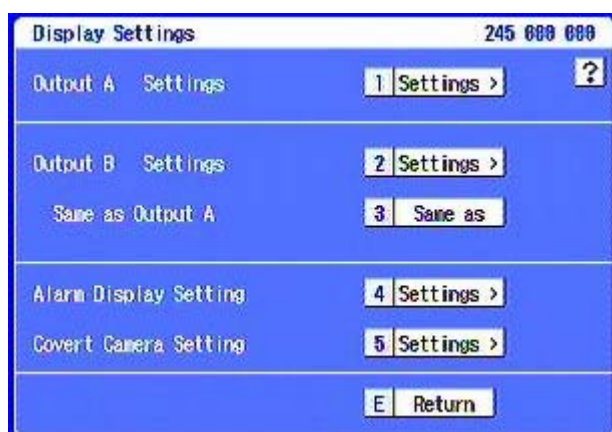 Display Settings 245 000 000
?
Output A Settings 1 Settings >
Output B Settings 2 Settings >
Same as Output A 3 Same as
Alarm Display Setting 4 Settings >
Covert Camera Setting 5 Settings >
E Return